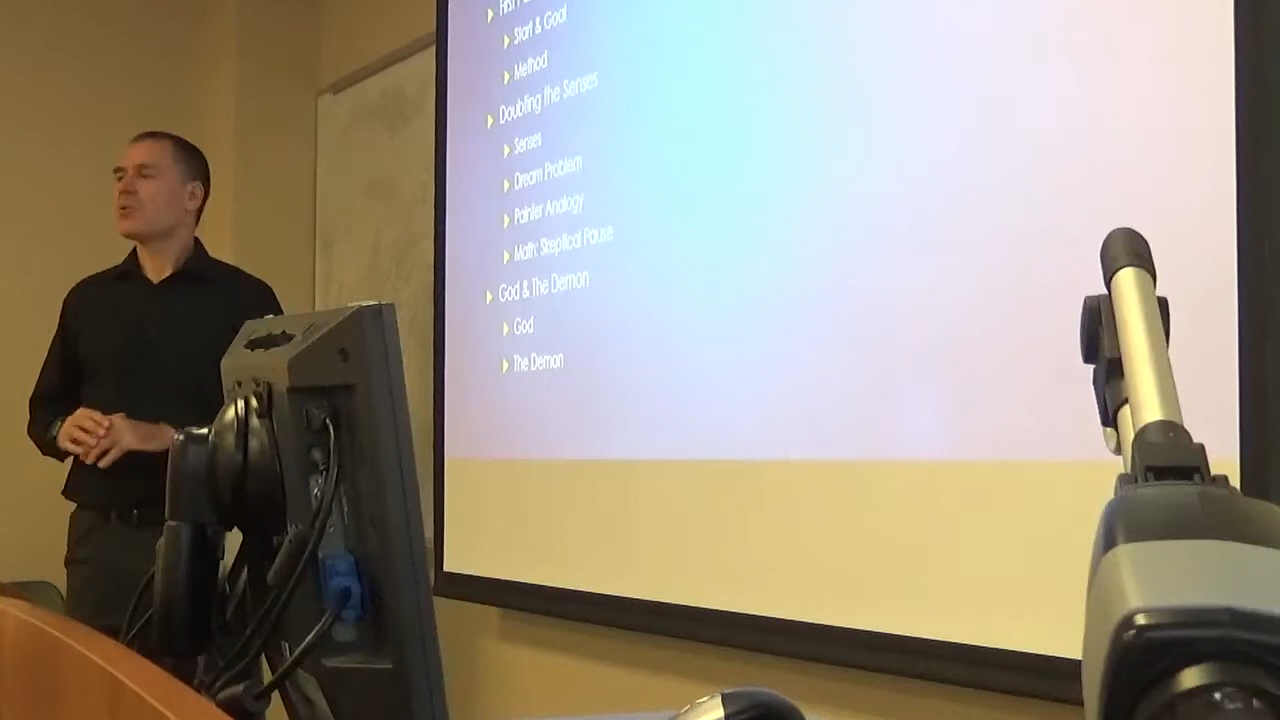 Start & Goal
Method
Doubting the Senses
Senses
Dream Problem
Painter Analogy
Math: Skeptical Pause
God & The Demon
God
The Demon